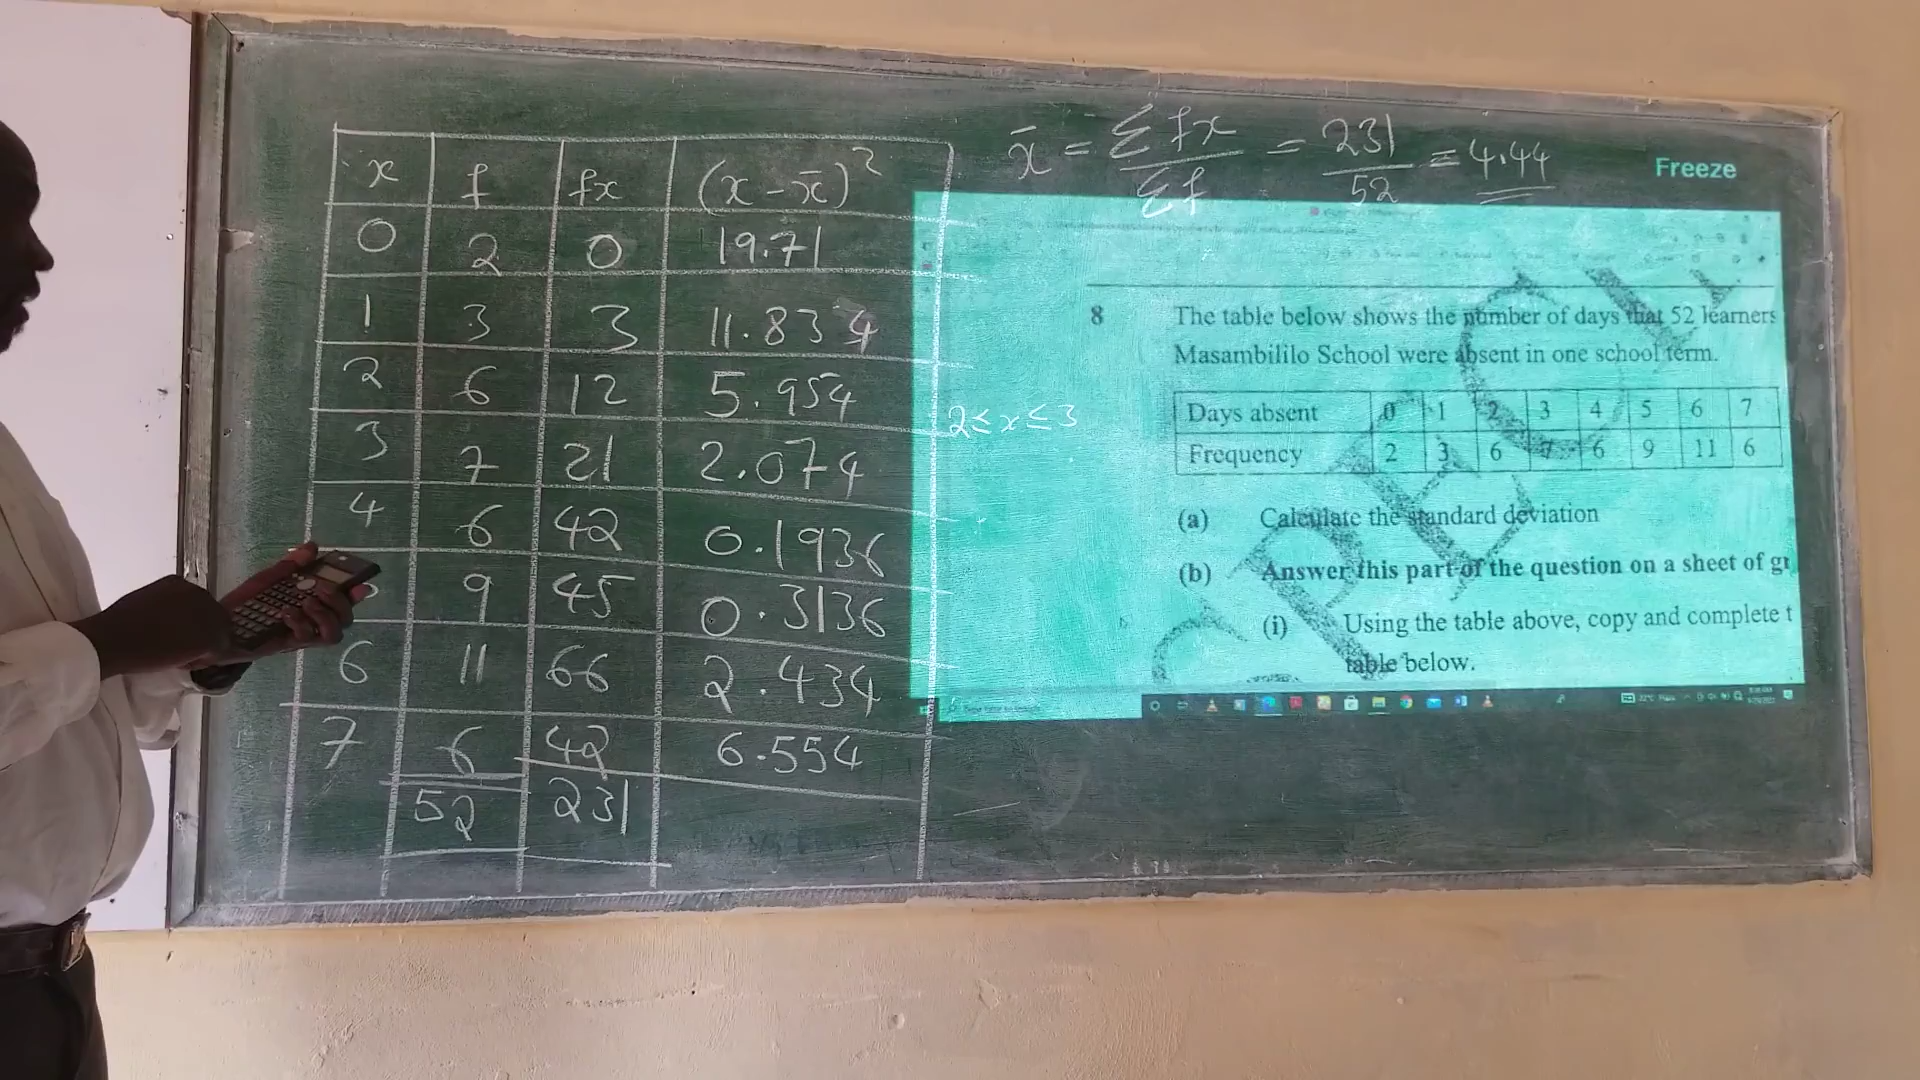 x f fx (x - x̄)²
0 2 0 19.71
1 3 3 11.834
2 6 12 5.954
3 7 21 2.074
4 6 42 0.1936
9 45 0.3136
6 11 66 2.434
7 6 42 6.554
52 231
x̄ = Σfx/Σf = 231/52 = 4.44
Freeze
2≤x≤3
8 The table below shows the number of days that 52 learners
Masambililo School were absent in one school term.
Days absent 0 1 2 3 4 5 6 7
Frequency 2 3 6 7 6 9 11 6
(a) Calculate the standard deviation
(b) Answer this part of the question on a sheet of gr
(i) Using the table above, copy and complete t
table below.